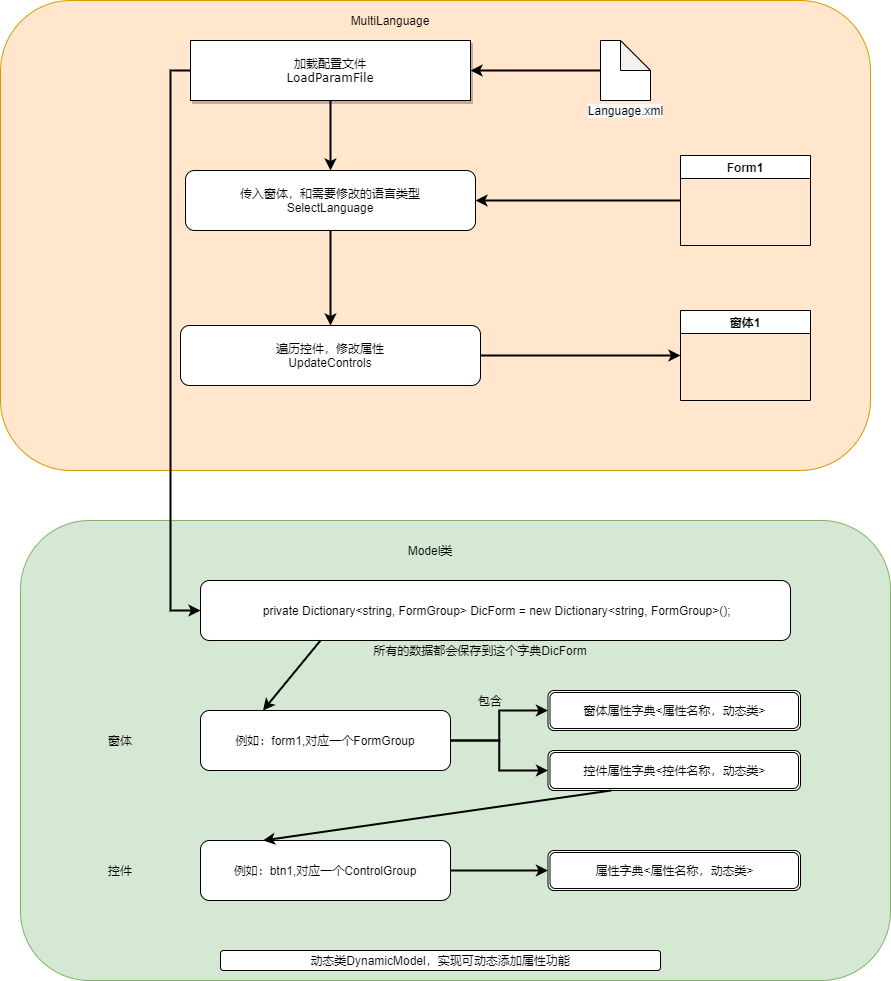 MultiLanguage
加载配置文件
LoadParamFile
Language.xml
传入窗体，和需要修改的语言类型
SelectLanguage
Form1
遍历控件，修改属性
UpdateControls
窗体1
Model类
private Dictionary<string, FormGroup> DicForm = new Dictionary<string, FormGroup>();
所有的数据都会保存到这个字典DicForm
包含
窗体属性字典<属性名称，动态类>
窗体
例如：form1,对应一个FormGroup
控件属性字典<控件名称，动态类>
控件
例如：btn1,对应一个ControlGroup
属性字典<属性名称，动态类>
动态类DynamicModel，实现可动态添加属性功能